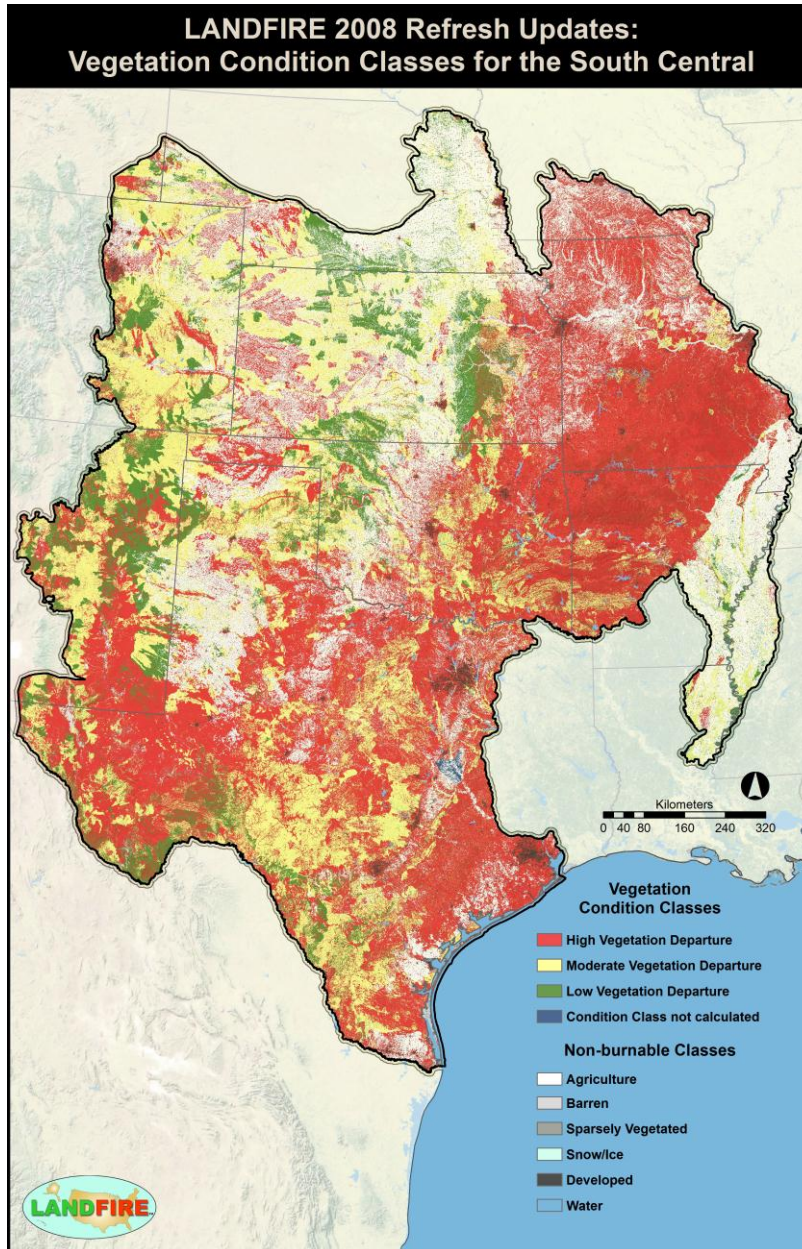 LANDFIRE 2008 Refresh Updates:
Vegetation Condition Classes for the South Central
Kilometers
0 40 80 160 240 320
Vegetation
Condition Classes
High Vegetation Departure
Moderate Vegetation Departure
Low Vegetation Departure
Condition Class not calculated
Non-burnable Classes
Agriculture
Barren
Sparsely Vegetated
Snow/Ice
Developed
Water
LANDFIRE